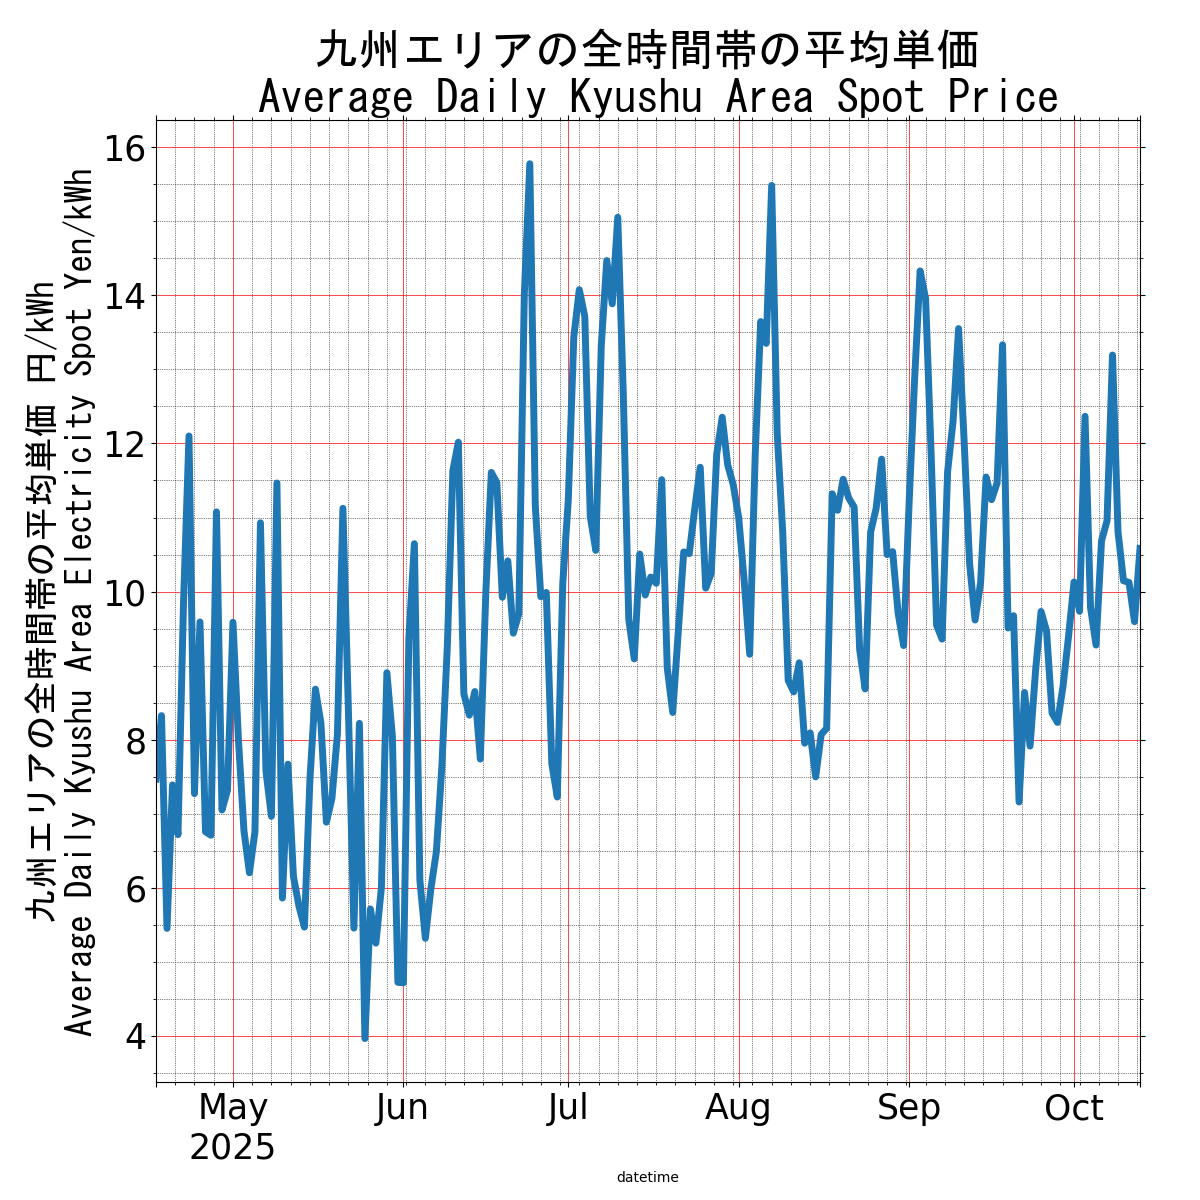 九州エリアの全時間帯の平均単価
Average Daily Kyushu Area Spot Price
九州エリアの全時間帯の平均単価 円/kWh
Average Daily Kyushu Area Electricity Spot Yen/kWh
16
14
12
10
8
6
4
May
Jun
Jul
Aug
Sep
Oct
2025
datetime